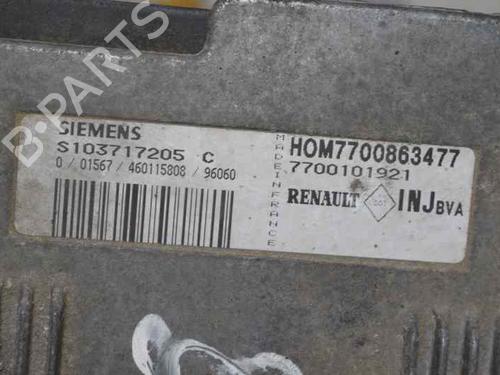 B-PARTS
SIEMENS
S103717205 C
0 / 01567 / 460115808 / 96060
MADE IN FRANCE
HOM7700863477
7700101921
RENAULT INJ BVA